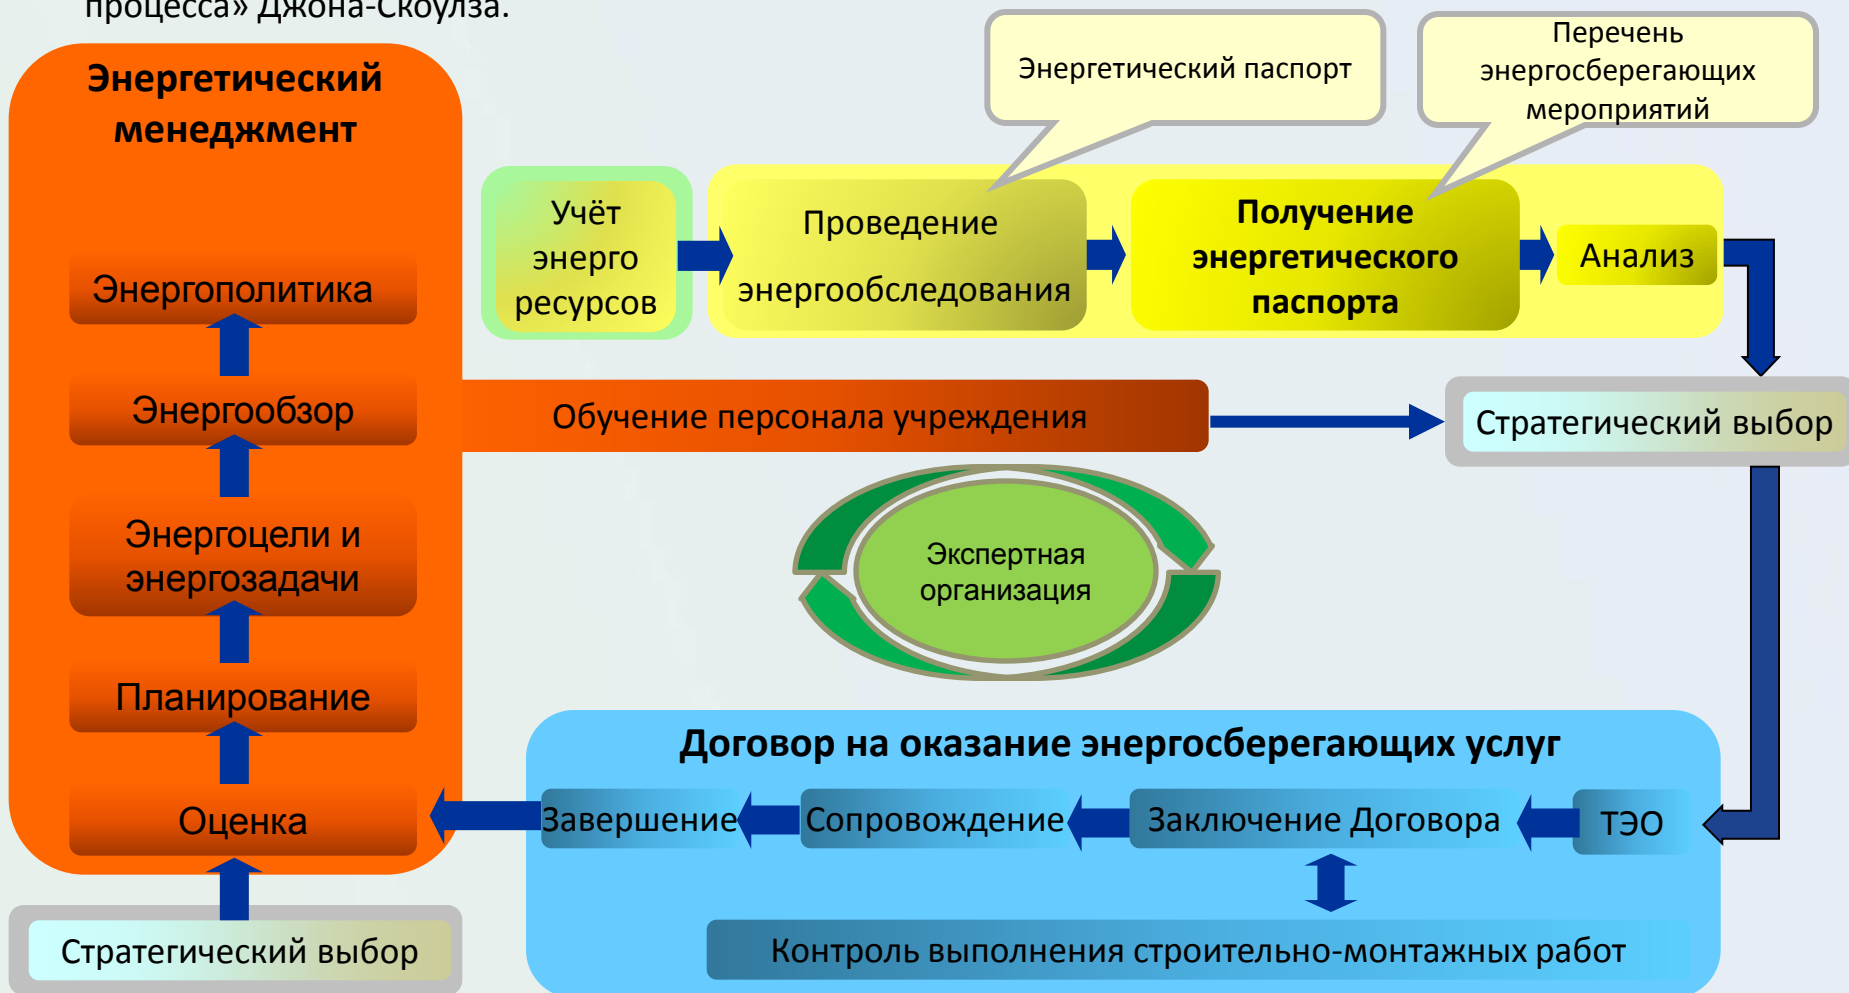 процесса» Джона-Скоулза.
Энергетический
менеджмент
Энергополитика
Энергообзор
Энергоцели и
энергозадачи
Планирование
Оценка
Стратегический выбор
Энергетический паспорт
Перечень
энергосберегающих
мероприятий
Учёт
энерго
ресурсов
Проведение
энергообследования
Получение
энергетического
паспорта
Анализ
Обучение персонала учреждения
Стратегический выбор
Экспертная
организация
Договор на оказание энергосберегающих услуг
Завершение
Сопровождение
Заключение Договора
ТЭО
Контроль выполнения строительно-монтажных работ